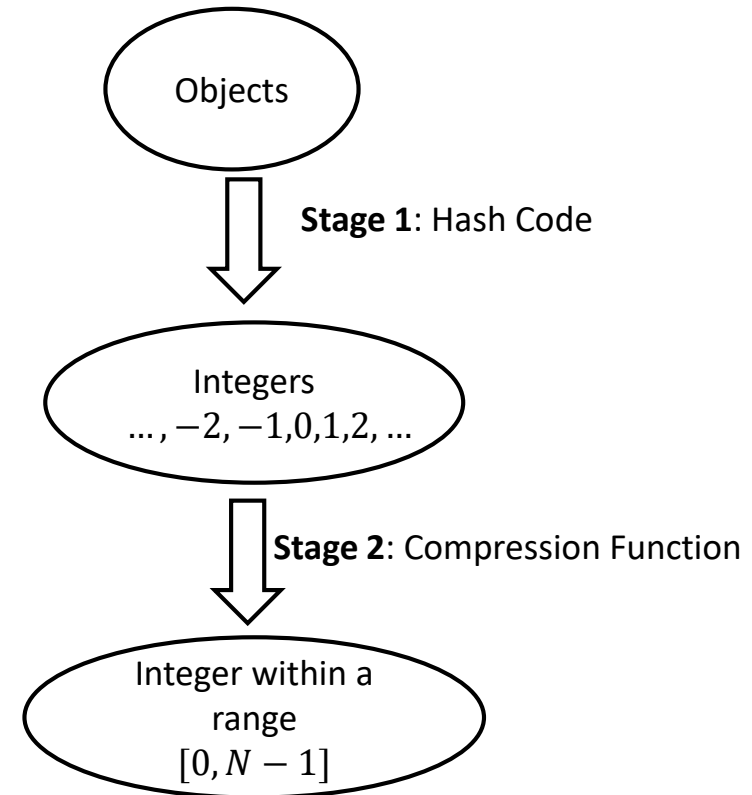 Objects
Stage 1: Hash Code
Integers
… , −2, −1,0,1,2, …
Stage 2: Compression Function
Integer within a
range
[0, N − 1]